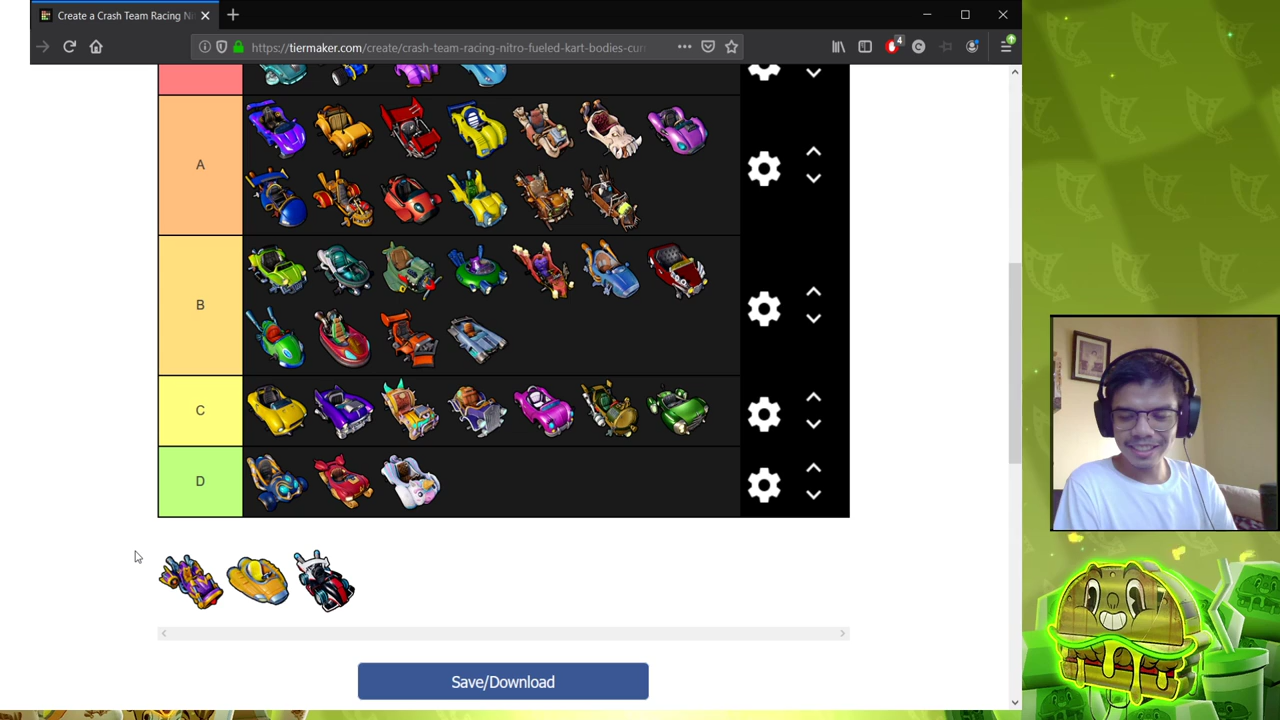 Create a Crash Team Racing Ni
https://tiermaker.com/create/crash-team-racing-nitro-fueled-kart-bodies-cur
4
A
B
C
D
Save/Download